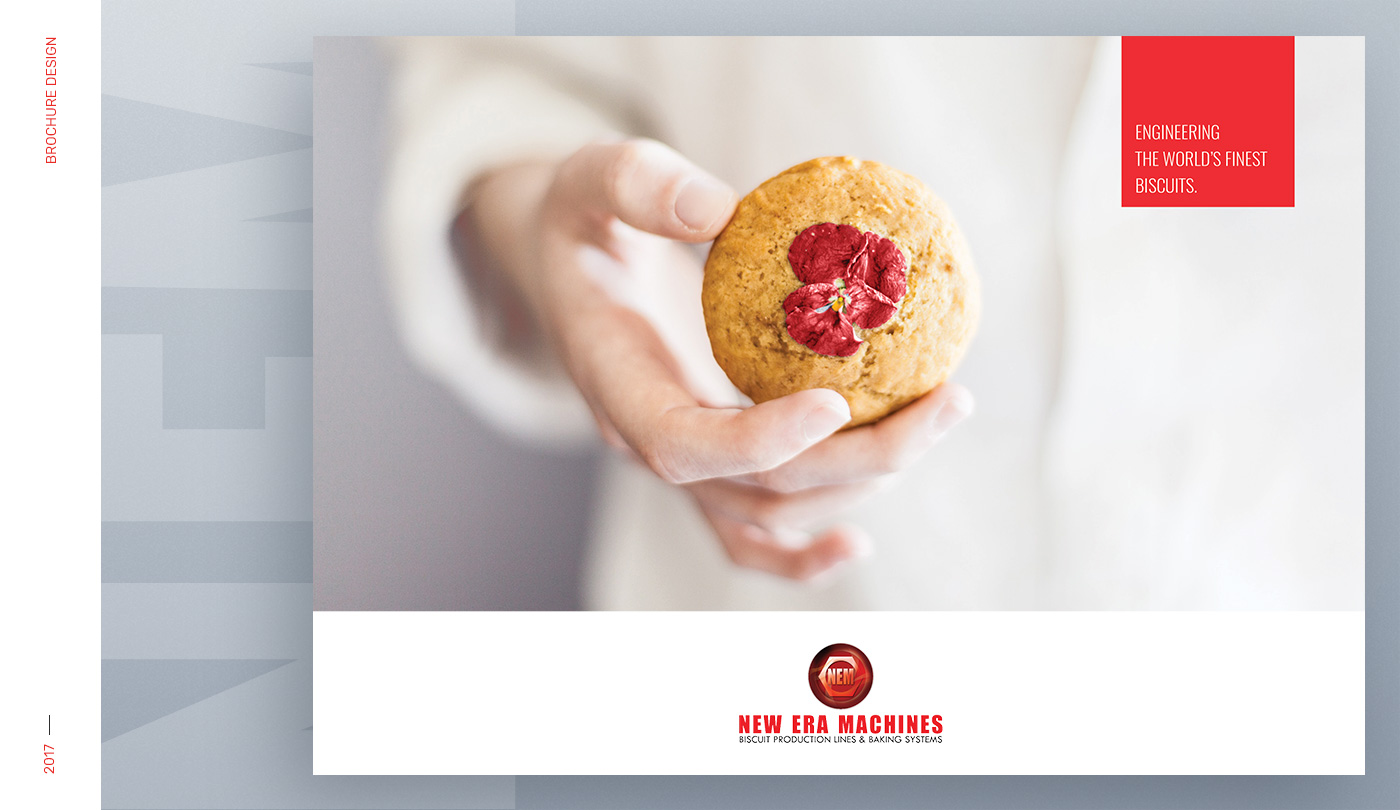 BROCHURE DESIGN
2017
ENGINEERING
THE WORLD'S FINEST
BISCUITS.
NEM
NEW ERA MACHINES
BISCUIT PRODUCTION LINES & BAKING SYSTEMS